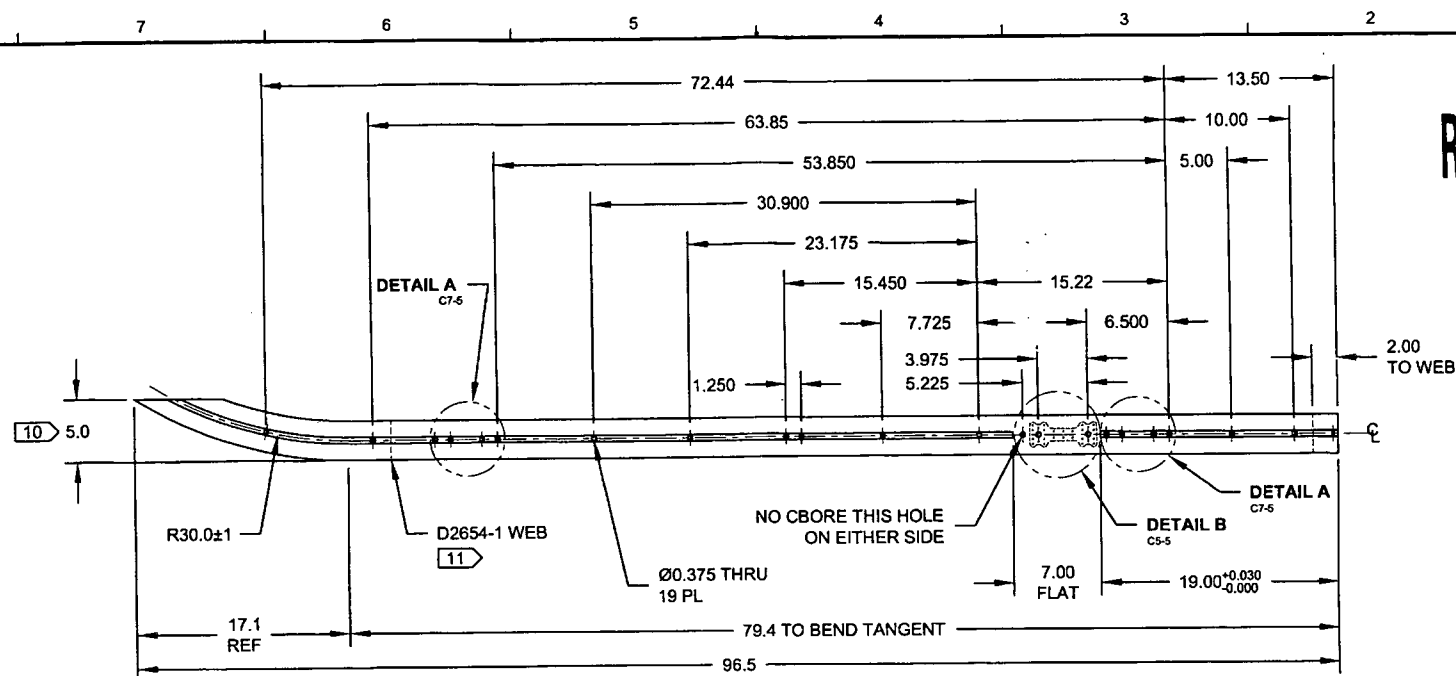 7 6 5 4 3 2
72.44 13.50
63.85 10.00
R
53.850 5.00
30.900
23.175
DETAIL A
C7-5
15.450 15.22
7.725 6.500
3.975
2.00
TO WEB
1.250 5.225
10 5.0
℄
R30.0±1
D2654-1 WEB
11
NO CBORE THIS HOLE
ON EITHER SIDE
DETAIL A
C7-5
DETAIL B
C5-5
Ø0.375 THRU
19 PL
7.00
FLAT
19.00 +0.030
-0.000
17.1
REF
79.4 TO BEND TANGENT
96.5